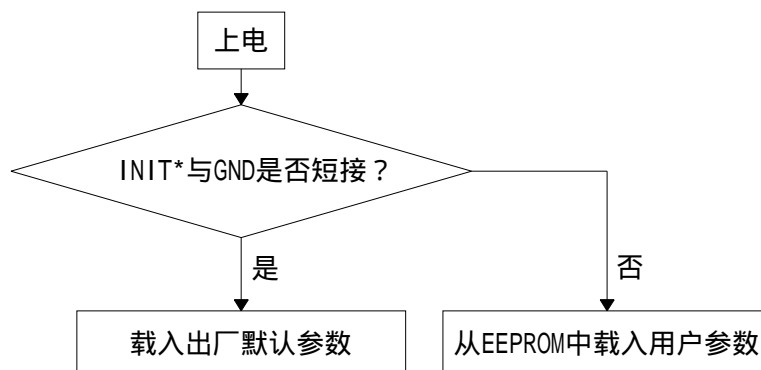 上电
INIT*与GND是否短接？
是
否
载入出厂默认参数
从EEPROM中载入用户参数